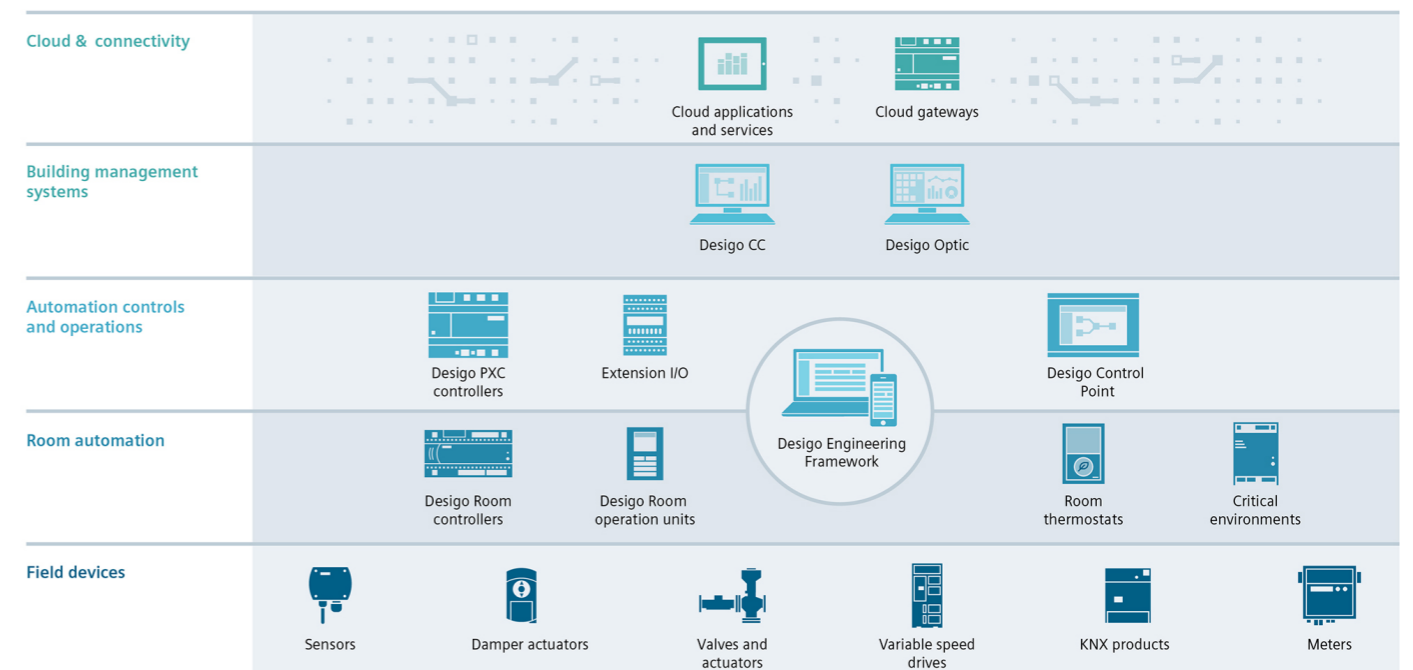 Cloud & connectivity
Cloud applications
and services
Cloud gateways
Building management
systems
Desigo CC
Desigo Optic
Automation controls
and operations
Desigo PXC
controllers
Extension I/O
Desigo Control
Point
Desigo Engineering
Framework
Room automation
Desigo Room
controllers
Desigo Room
operation units
Room
thermostats
Critical
environments
Field devices
Sensors
Damper actuators
Valves and
actuators
Variable speed
drives
KNX products
Meters